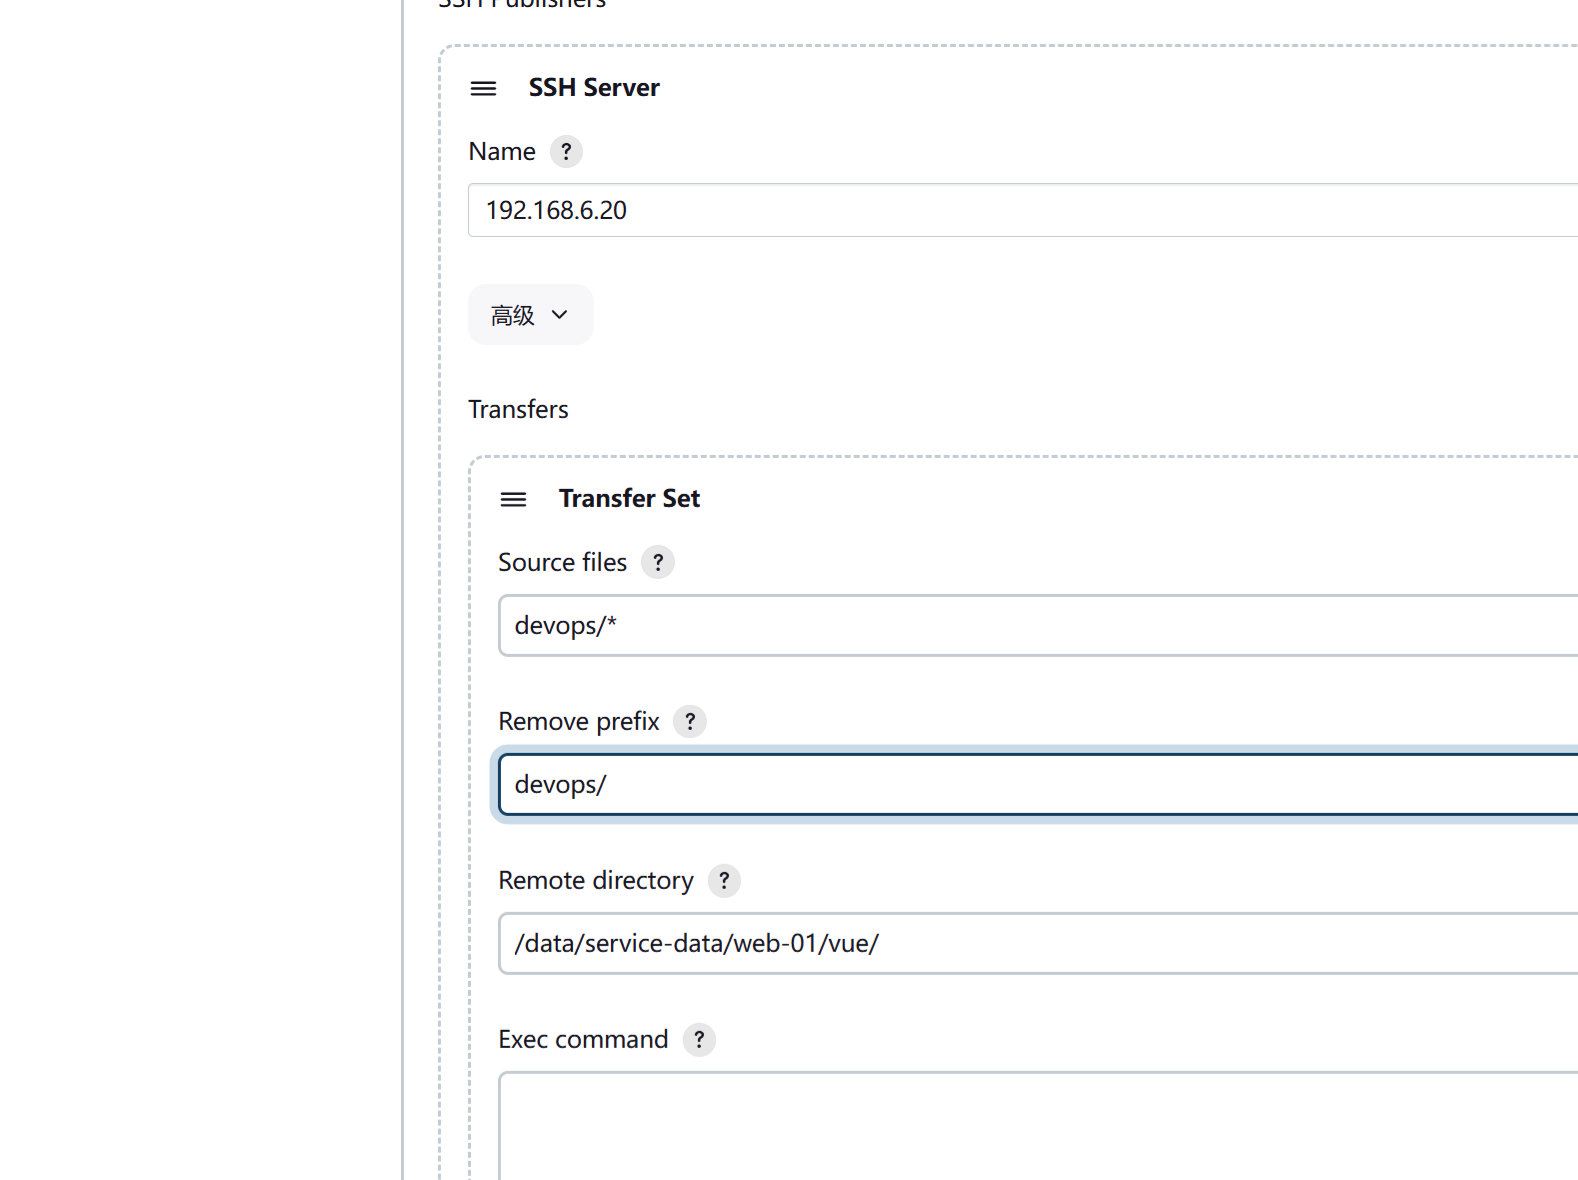 SSH Publishers
SSH Server
Name ?
192.168.6.20
高级
Transfers
Transfer Set
Source files ?
devops/*
Remove prefix ?
devops/
Remote directory ?
/data/service-data/web-01/vue/
Exec command ?